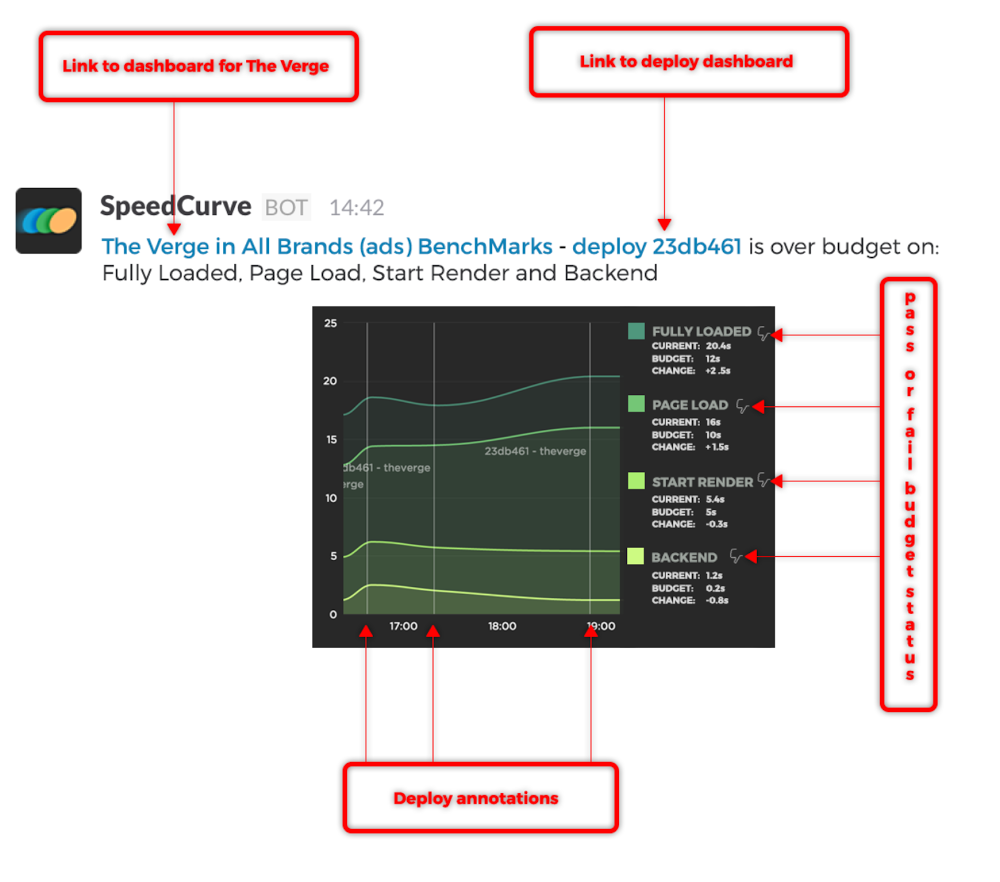 Link to dashboard for The Verge
Link to deploy dashboard
SpeedCurve BOT 14:42
The Verge in All Brands (ads) BenchMarks - deploy 23db461 is over budget on:
Fully Loaded, Page Load, Start Render and Backend
25
20
15
10
5
0
db461 - theverge
erge
23db461 - theverge
17:00 18:00 19:00
FULLY LOADED
CURRENT: 20.4s
BUDGET: 12s
CHANGE: +2.5s
PAGE LOAD
CURRENT: 16s
BUDGET: 10s
CHANGE: +1.5s
START RENDER
CURRENT: 5.4s
BUDGET: 5s
CHANGE: -0.3s
BACKEND
CURRENT: 1.2s
BUDGET: 0.2s
CHANGE: -0.8s
pass or fail budget status
Deploy annotations